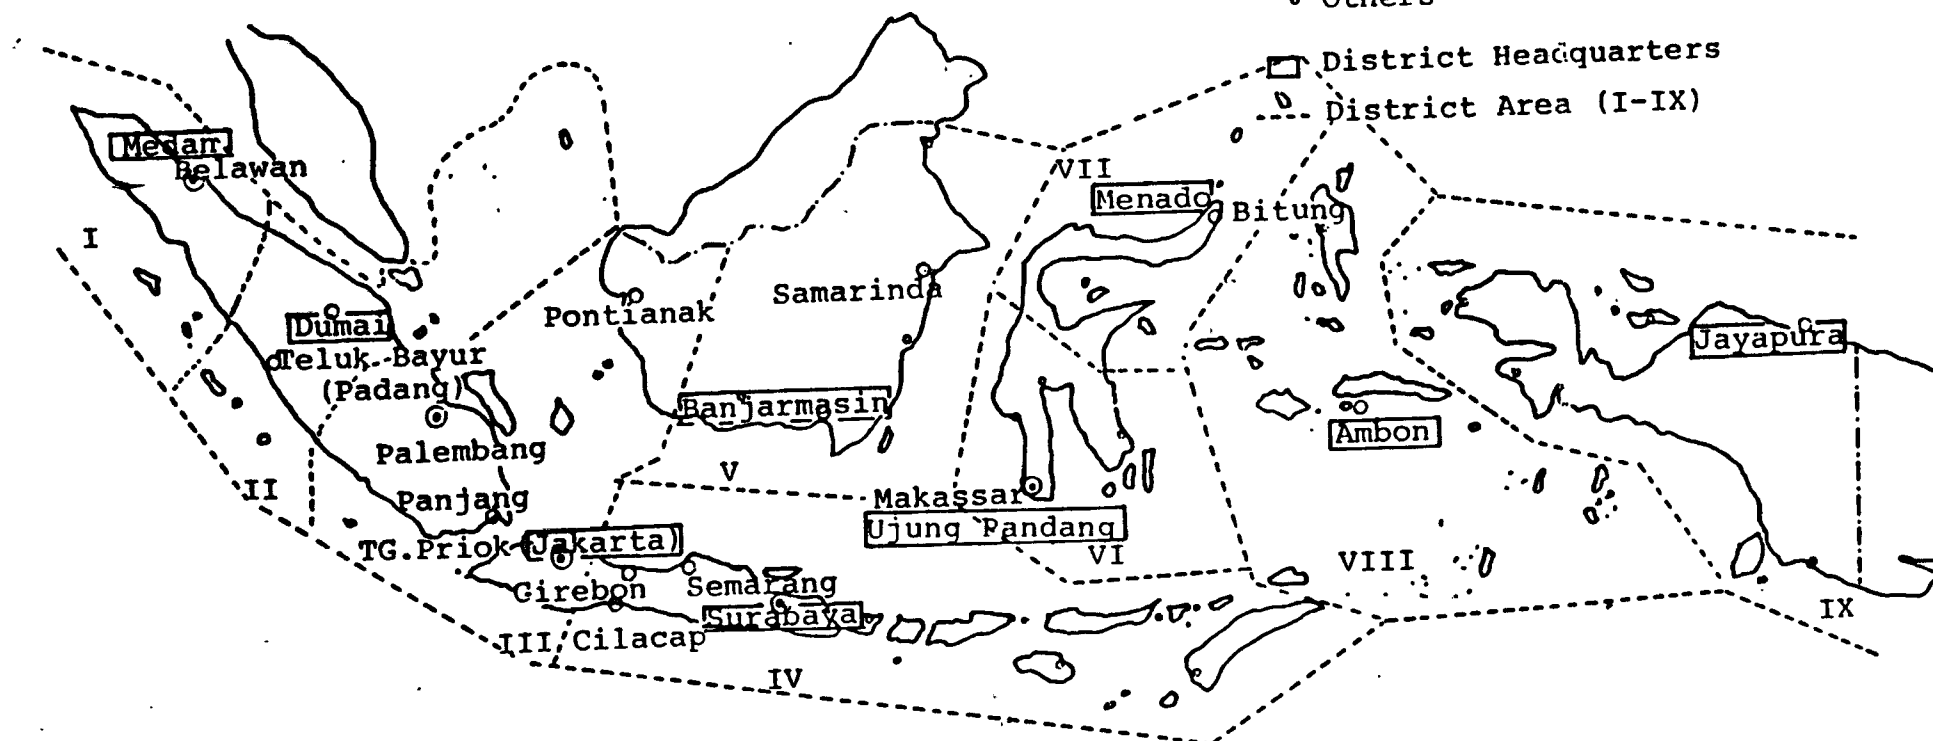 Others
District Headquarters
District Area (I-IX)
Medan
Belawan
VII
Menado
Bitung
I
Samarinda
Pontianak
Dumai
Jayapura
Teluk Bayur
(Padang)
Banjarmasin
Ambon
Palembang
V
II
Panjang
Makassar
Ujung Pandang
TG.Priok (Jakarta)
VI
VIII
Cirebon
Semarang
Surabaya
IX
III
Cilacap
IV